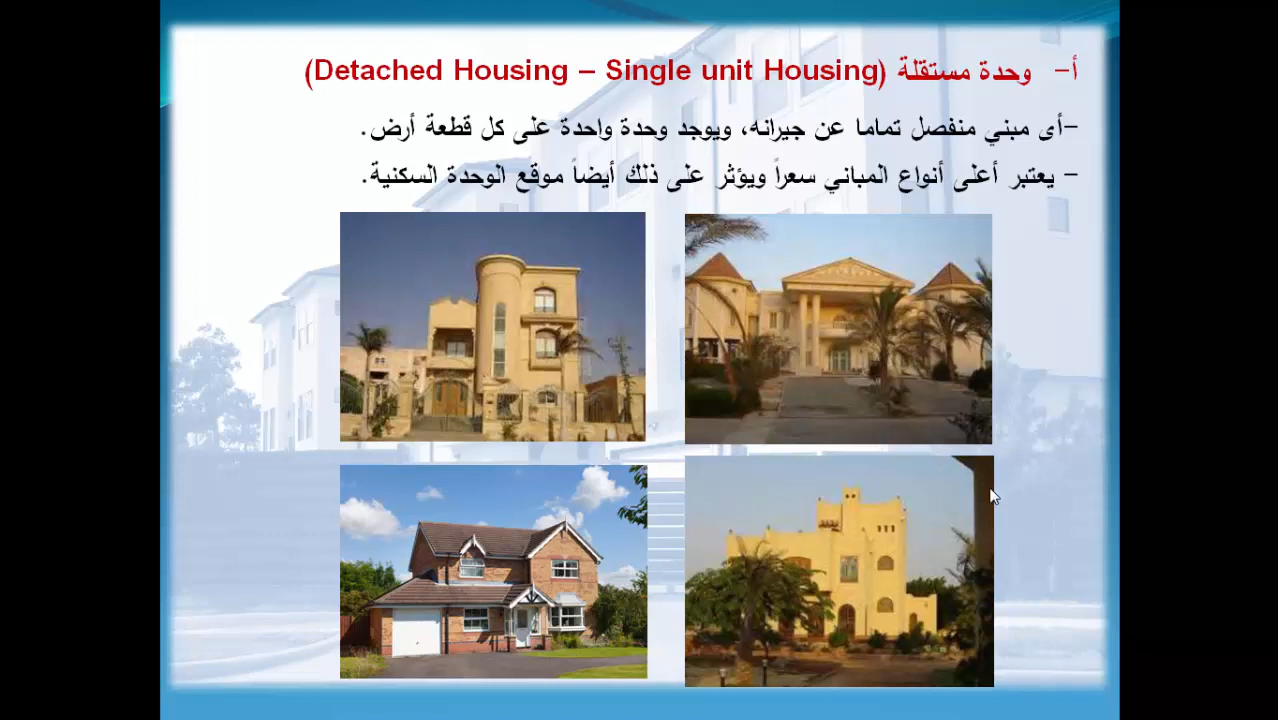 أ- وحدة مستقلة (Detached Housing – Single unit Housing)
-أى مبني منفصل تماما عن جيرانه، ويوجد وحدة واحدة على كل قطعة أرض.
- يعتبر أعلى أنواع المباني سعراً ويؤثر على ذلك أيضاً موقع الوحدة السكنية.